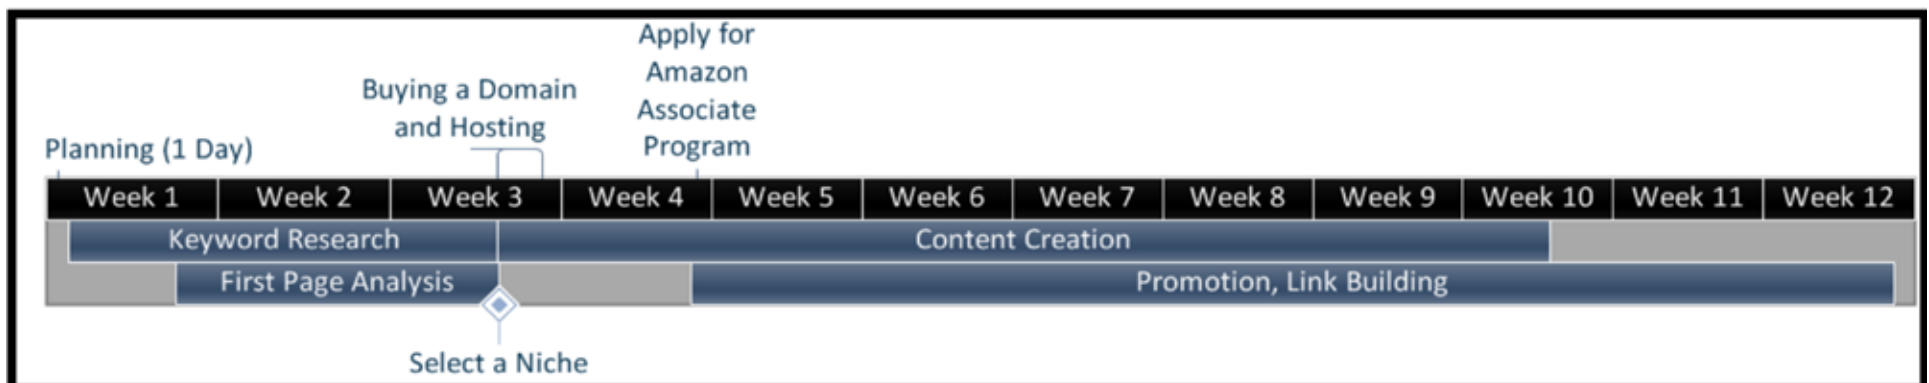 Apply for
Amazon
Associate
Program
Buying a Domain
and Hosting
Planning (1 Day)
Week 1 Week 2 Week 3 Week 4 Week 5 Week 6 Week 7 Week 8 Week 9 Week 10 Week 11 Week 12
Keyword Research Content Creation
First Page Analysis Promotion, Link Building
Select a Niche